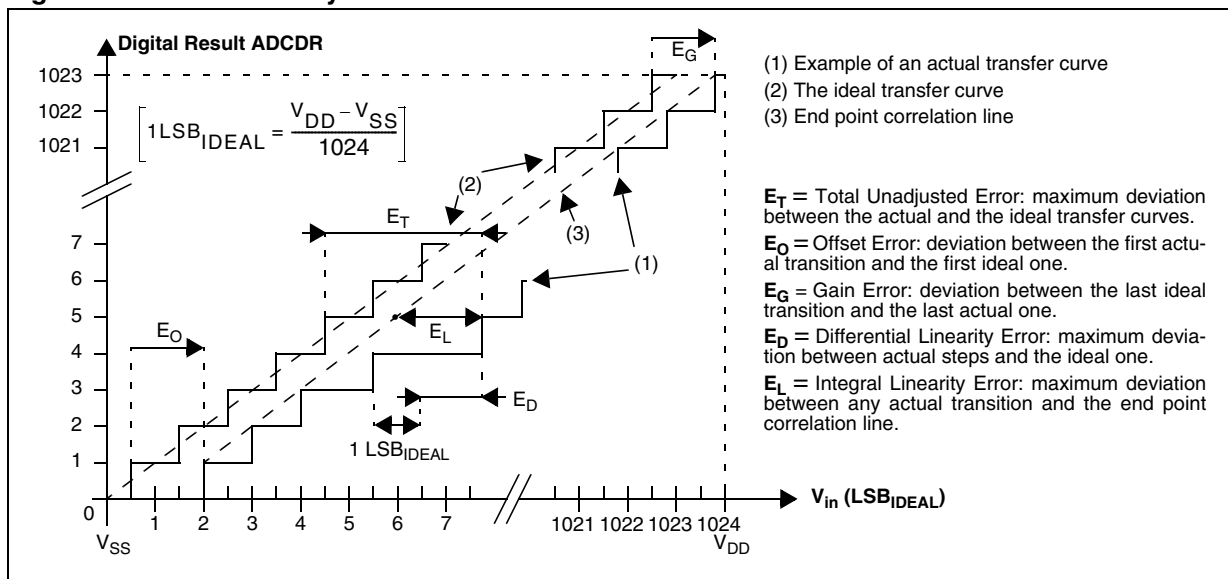 Digital Result ADCDR
E_G
1023
1022
1021
1LSB_IDEAL = V_DD – V_SS
1024
(1) Example of an actual transfer curve
(2) The ideal transfer curve
(3) End point correlation line
(2)
E_T
(3)
(1)
E_T = Total Unadjusted Error: maximum deviation
between the actual and the ideal transfer curves.
E_O = Offset Error: deviation between the first actu-
al transition and the first ideal one.
E_G = Gain Error: deviation between the last ideal
transition and the last actual one.
E_D = Differential Linearity Error: maximum devia-
tion between actual steps and the ideal one.
E_L = Integral Linearity Error: maximum deviation
between any actual transition and the end point
correlation line.
7
6
5
4
3
2
1
E_O
E_L
E_D
1 LSB_IDEAL
0
1 2 3 4 5 6 7 1021 1022 1023 1024
V_in (LSB_IDEAL)
V_SS
V_DD